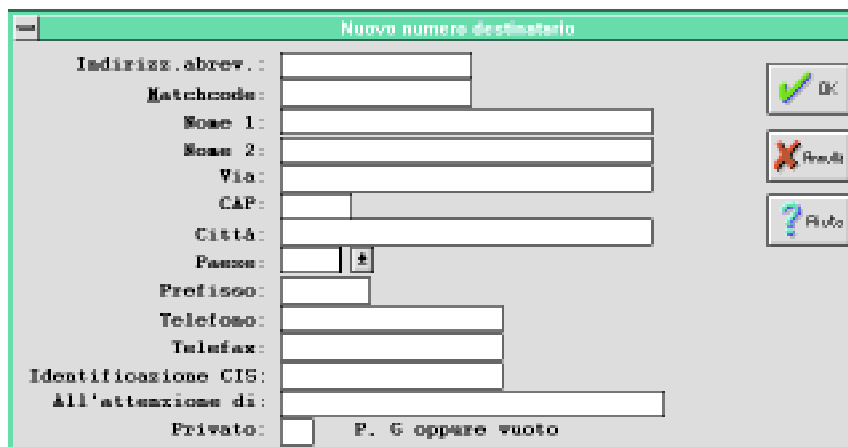 Nuovo numero destinatario
Indirizz.abrev.:
Matchcode:
OK
Nome 1:
Nome 2:
Annulla
Via:
CAP:
Aiuto
Città:
Paese:
Prefisso:
Telefono:
Telefax:
Identificazione CIS:
All'attenzione di:
Privato: P. G oppure vuoto